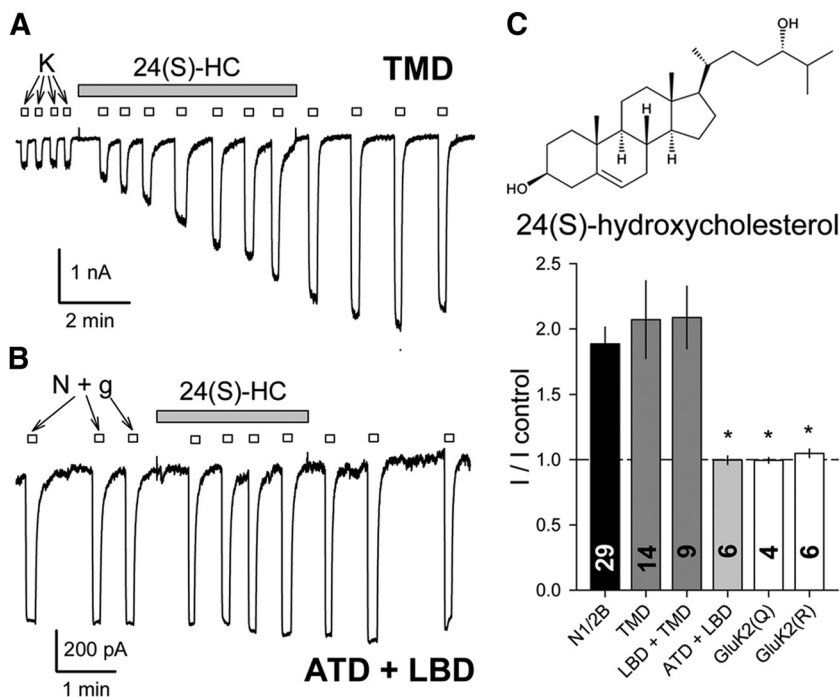 A
K
24(S)-HC
TMD
1 nA
2 min
B
N + g
24(S)-HC
200 pA
1 min
ATD + LBD
C
OH
H
H
H
HO
24(S)-hydroxycholesterol
I / I control
2.5
2.0
1.5
1.0
0.5
0.0
* * *
29 14 9 6 4 6
N1/2B
TMD
LBD + TMD
ATD + LBD
GluK2(Q)
GluK2(R)